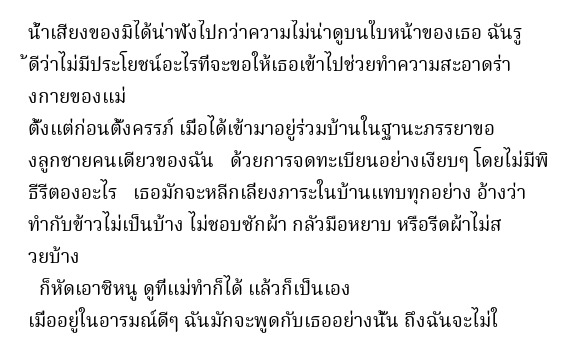 น้ำเสียงของมิได้น่าฟังไปกว่าความไม่น่าดูบนใบหน้าของเธอ ฉันรู
้ดีว่าไม่มีประโยชน์อะไรที่จะขอให้เธอเข้าไปช่วยทำความสะอาดร่า
งกายของแม่
ตั้งแต่ก่อนตั้งครรภ์ เมื่อได้เข้ามาอยู่ร่วมบ้านในฐานะภรรยาขอ
งลูกชายคนเดียวของฉัน   ด้วยการจดทะเบียนอย่างเงียบๆ โดยไม่มีพิ
ธีรีตองอะไร   เธอมักจะหลีกเลี่ยงภาระในบ้านแทบทุกอย่าง อ้างว่า
ทำกับข้าวไม่เป็นบ้าง ไม่ชอบซักผ้า กลัวมือหยาบ หรือรีดผ้าไม่ส
วยบ้าง
  ก็หัดเอาซิหนู ดูที่แม่ทำก็ได้ แล้วก็เป็นเอง
เมื่ออยู่ในอารมณ์ดีๆ ฉันมักจะพูดกับเธออย่างนั้น ถึงฉันจะไม่ใ